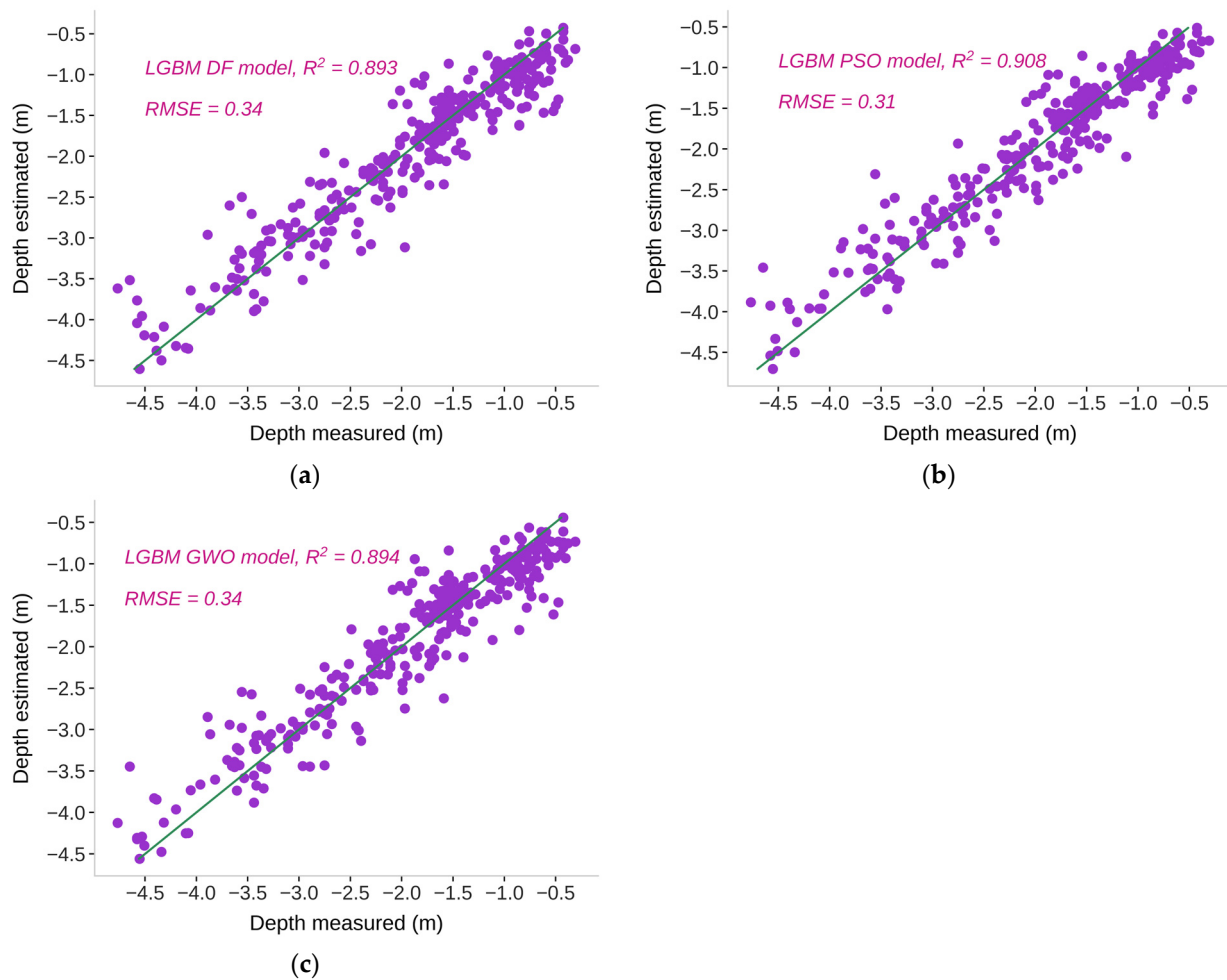 −0.5
−1.0
−1.5
−2.0
−2.5
−3.0
−3.5
−4.0
−4.5
Depth estimated (m)
LGBM DF model, R² = 0.893
RMSE = 0.34
−4.5 −4.0 −3.5 −3.0 −2.5 −2.0 −1.5 −1.0 −0.5
Depth measured (m)
(a)
−0.5
−1.0
−1.5
−2.0
−2.5
−3.0
−3.5
−4.0
−4.5
Depth estimated (m)
LGBM PSO model, R² = 0.908
RMSE = 0.31
−4.5 −4.0 −3.5 −3.0 −2.5 −2.0 −1.5 −1.0 −0.5
Depth measured (m)
(b)
−0.5
−1.0
−1.5
−2.0
−2.5
−3.0
−3.5
−4.0
−4.5
Depth estimated (m)
LGBM GWO model, R² = 0.894
RMSE = 0.34
−4.5 −4.0 −3.5 −3.0 −2.5 −2.0 −1.5 −1.0 −0.5
Depth measured (m)
(c)